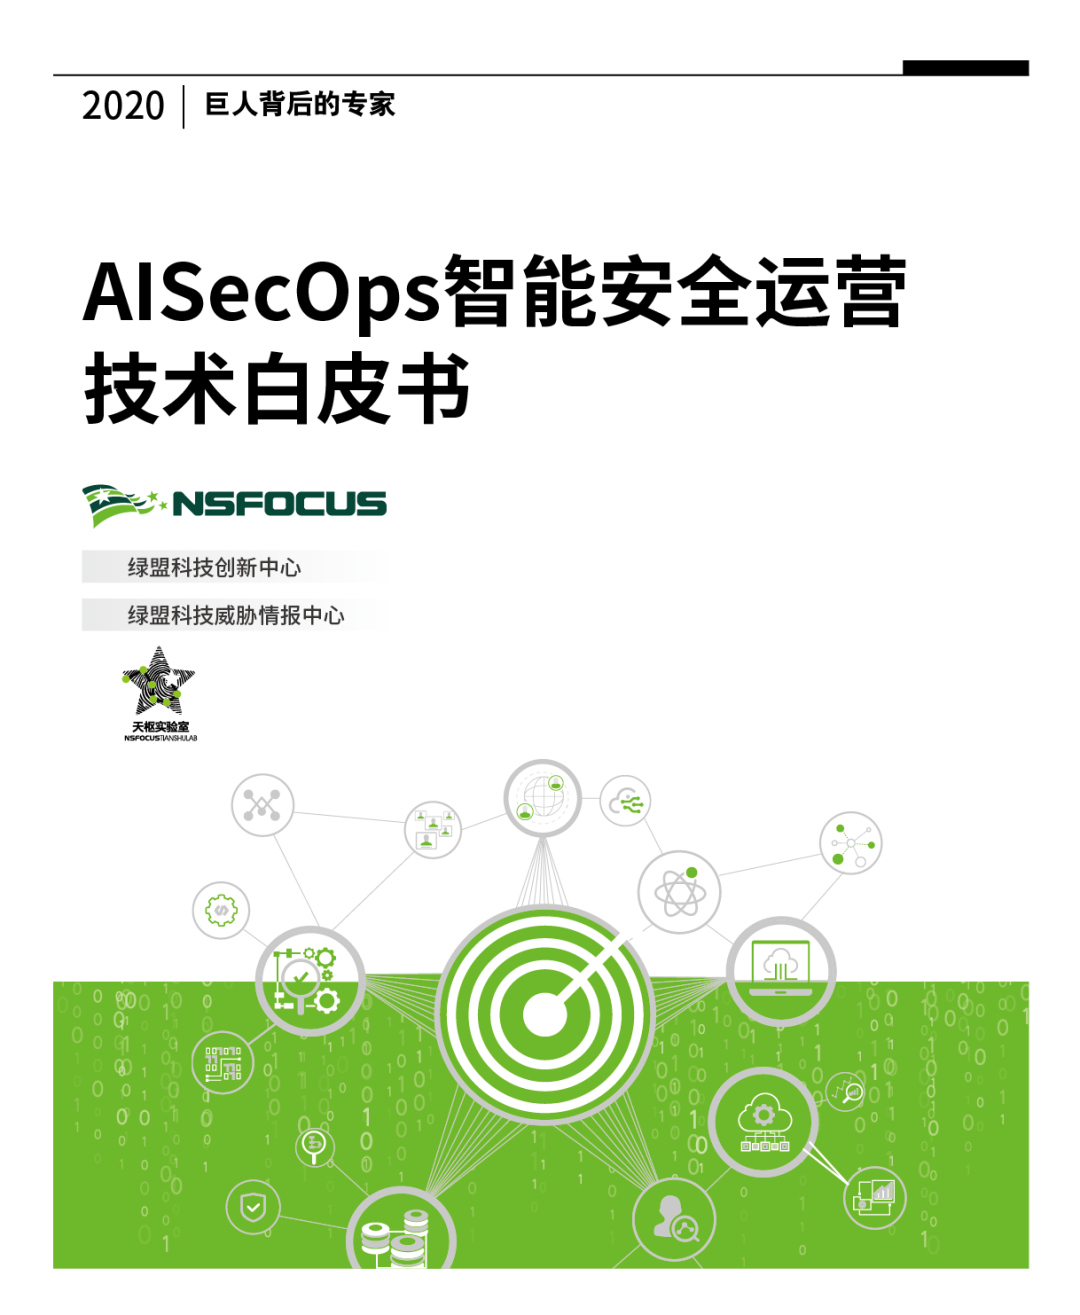 2020 巨人背后的专家
AISecOps智能安全运营
技术白皮书
NSFOCUS
绿盟科技创新中心
绿盟科技威胁情报中心
天枢实验室
NSFOCUSTIANSHULAB